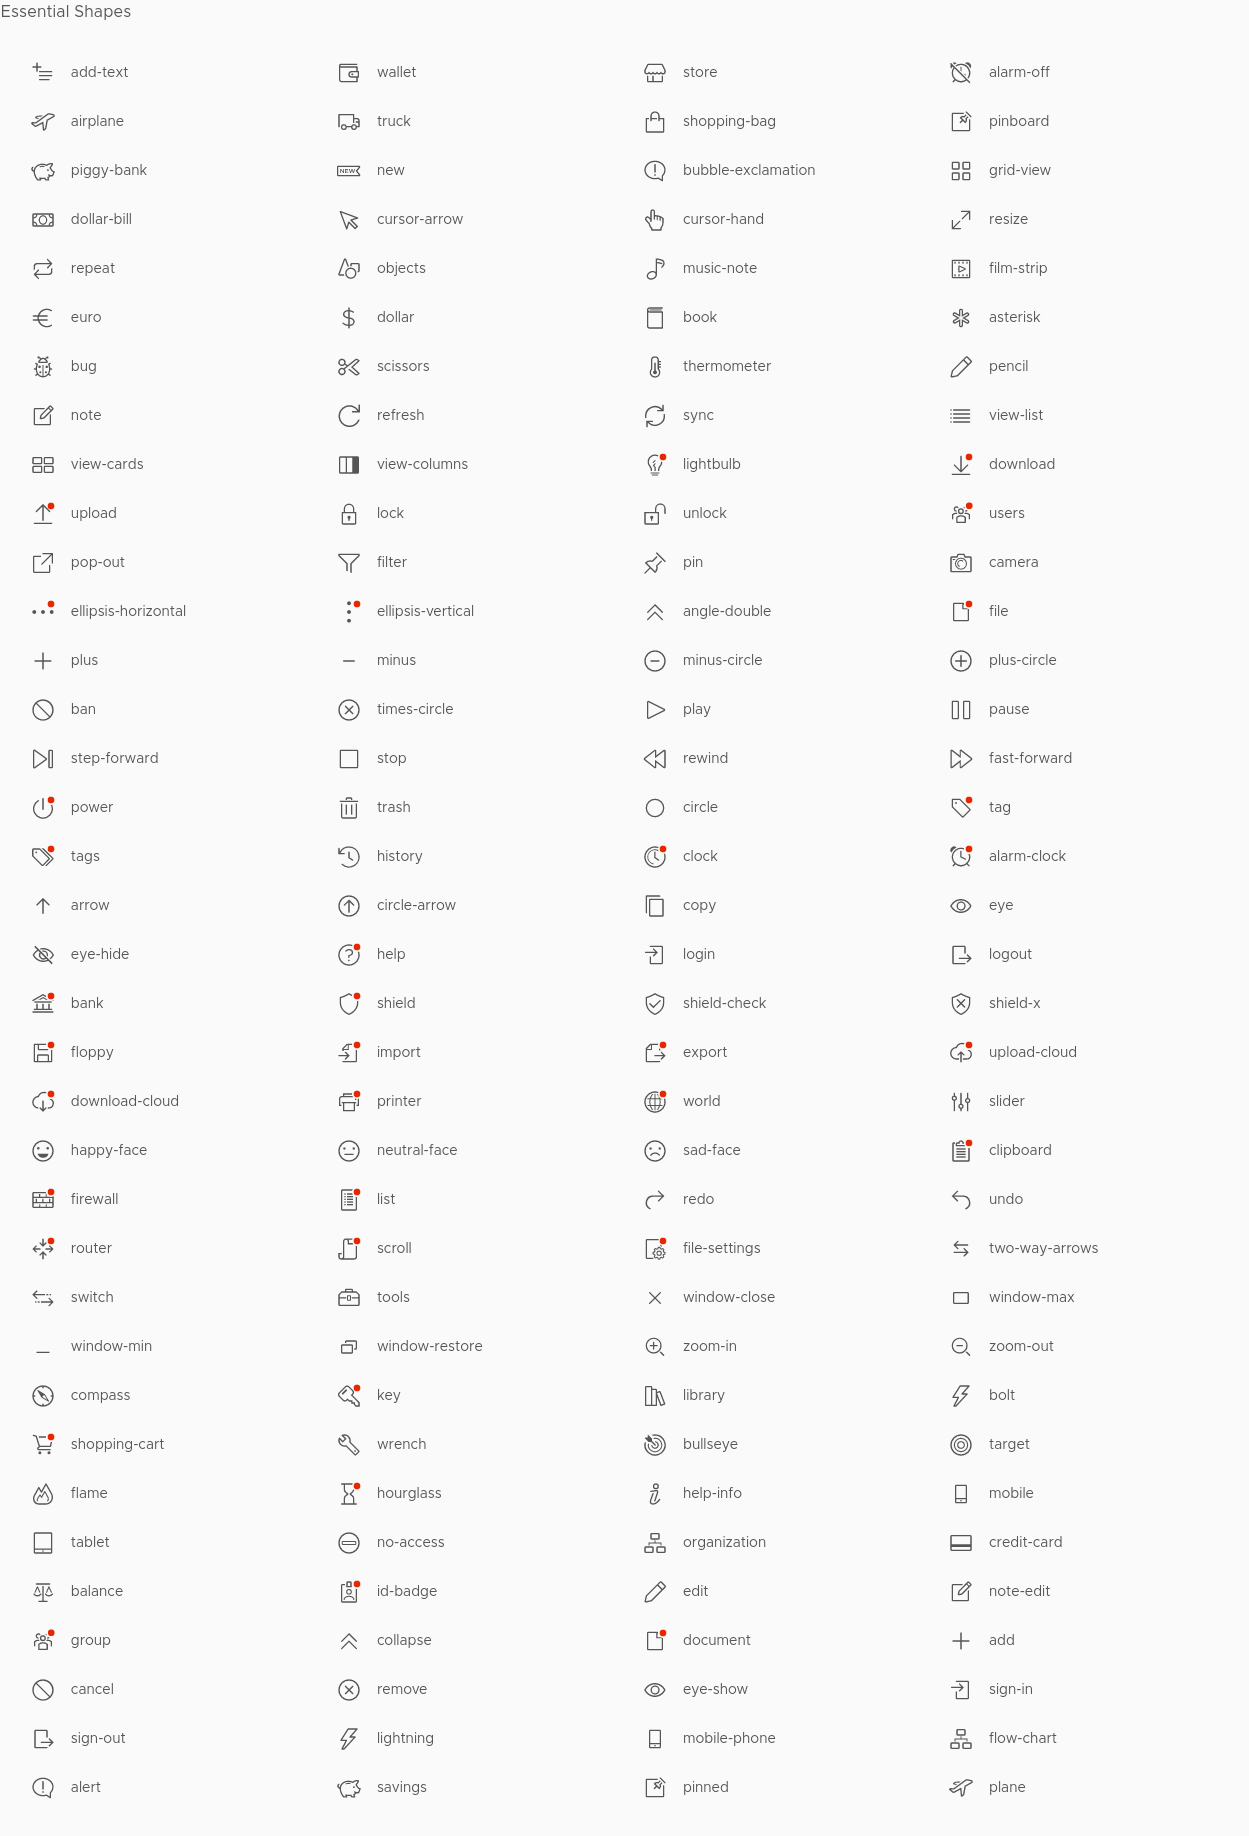 Essential Shapes
add-text wallet store alarm-off
airplane truck shopping-bag pinboard
piggy-bank NEW new bubble-exclamation grid-view
dollar-bill cursor-arrow cursor-hand resize
repeat objects music-note film-strip
euro dollar book asterisk
bug scissors thermometer pencil
note refresh sync view-list
view-cards view-columns lightbulb download
upload lock unlock users
pop-out filter pin camera
ellipsis-horizontal ellipsis-vertical angle-double file
plus minus minus-circle plus-circle
ban times-circle play pause
step-forward stop rewind fast-forward
power trash circle tag
tags history clock alarm-clock
arrow circle-arrow copy eye
eye-hide help login logout
bank shield shield-check shield-x
floppy import export upload-cloud
download-cloud printer world slider
happy-face neutral-face sad-face clipboard
firewall list redo undo
router scroll file-settings two-way-arrows
switch tools window-close window-max
window-min window-restore zoom-in zoom-out
compass key library bolt
shopping-cart wrench bullseye target
flame hourglass help-info mobile
tablet no-access organization credit-card
balance id-badge edit note-edit
group collapse document add
cancel remove eye-show sign-in
sign-out lightning mobile-phone flow-chart
alert savings pinned plane